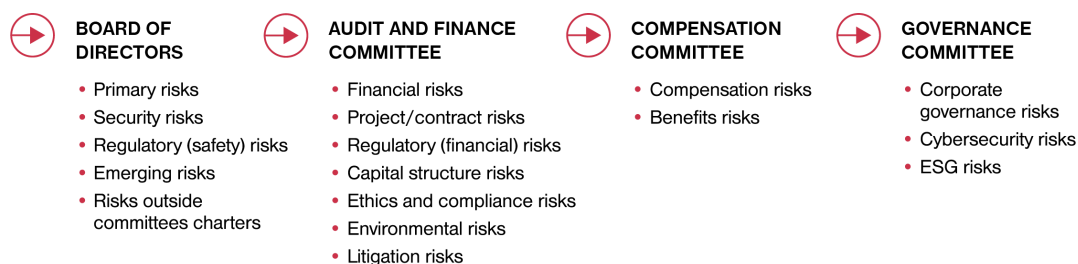 BOARD OF
DIRECTORS
• Primary risks
• Security risks
• Regulatory (safety) risks
• Emerging risks
• Risks outside
committees charters
AUDIT AND FINANCE
COMMITTEE
• Financial risks
• Project/contract risks
• Regulatory (financial) risks
• Capital structure risks
• Ethics and compliance risks
• Environmental risks
• Litigation risks
COMPENSATION
COMMITTEE
• Compensation risks
• Benefits risks
GOVERNANCE
COMMITTEE
• Corporate
governance risks
• Cybersecurity risks
• ESG risks